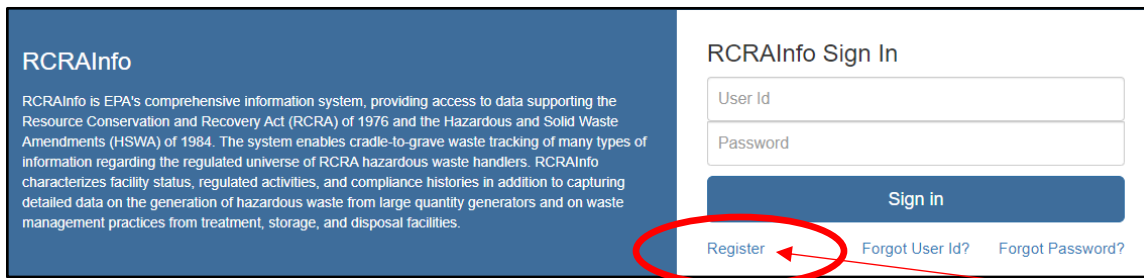 RCRAInfo
RCRAInfo is EPA's comprehensive information system, providing access to data supporting the
Resource Conservation and Recovery Act (RCRA) of 1976 and the Hazardous and Solid Waste
Amendments (HSWA) of 1984. The system enables cradle-to-grave waste tracking of many types of
information regarding the regulated universe of RCRA hazardous waste handlers. RCRAInfo
characterizes facility status, regulated activities, and compliance histories in addition to capturing
detailed data on the generation of hazardous waste from large quantity generators and on waste
management practices from treatment, storage, and disposal facilities.
RCRAInfo Sign In
User Id
Password
Sign in
Register Forgot User Id? Forgot Password?